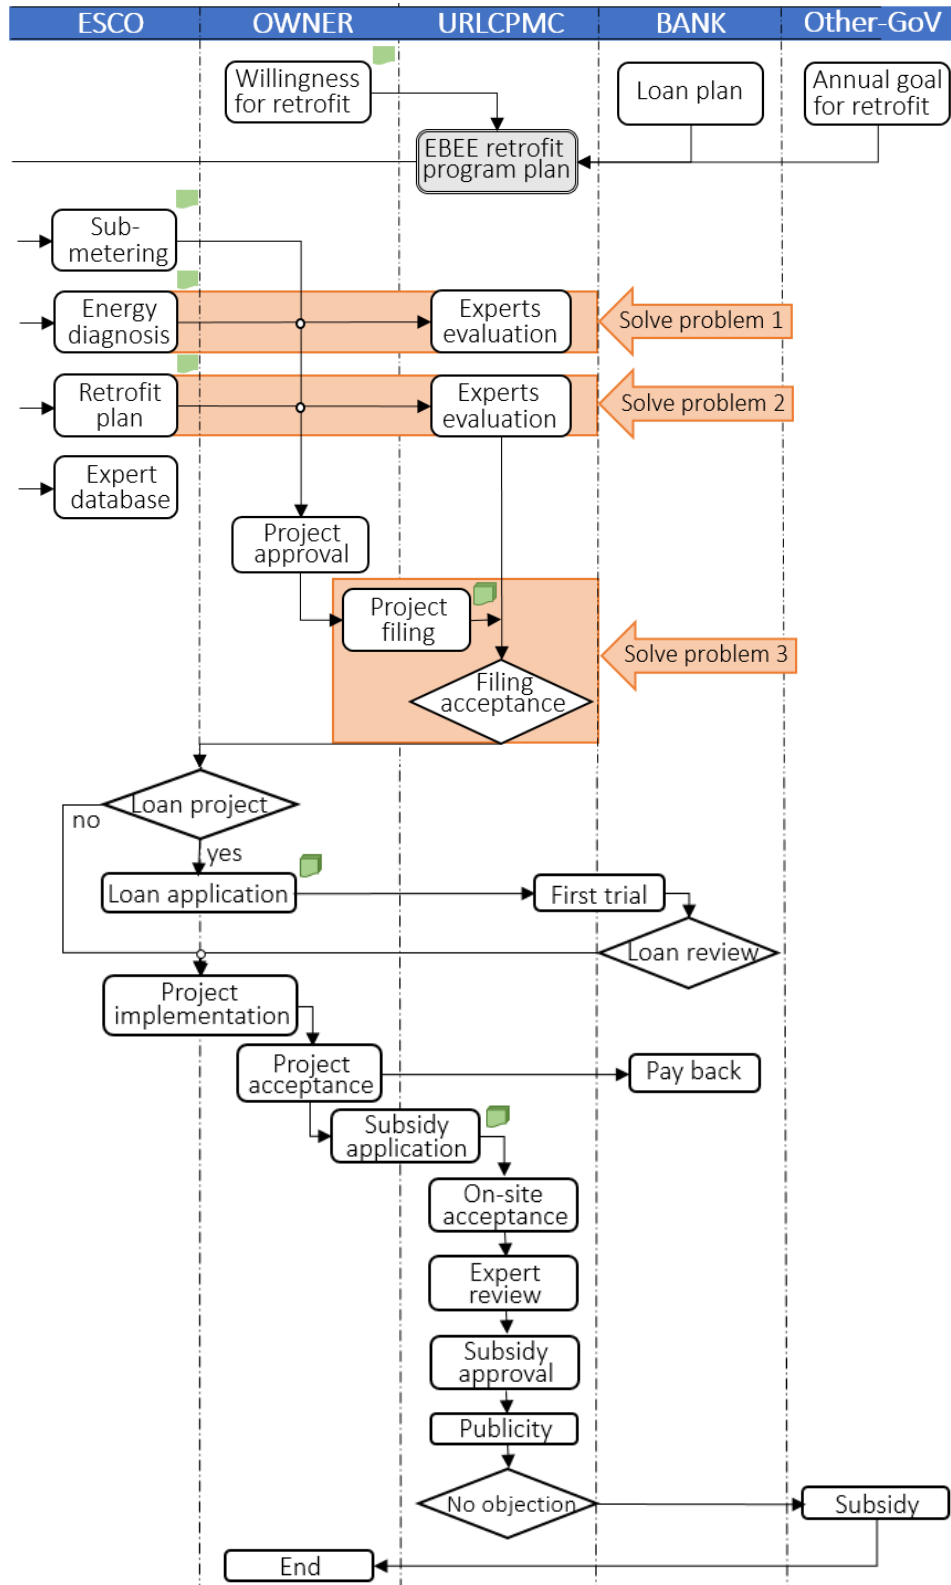 ESCO OWNER URLCPMC BANK Other-GoV
Willingness
for retrofit
Loan plan
Annual goal
for retrofit
EBEE retrofit
program plan
Sub-
metering
Energy
diagnosis
Experts
evaluation
Solve problem 1
Retrofit
plan
Experts
evaluation
Solve problem 2
Expert
database
Project
approval
Project
filing
Solve problem 3
Filing
acceptance
Loan project
no
yes
Loan application
First trial
Loan review
Project
implementation
Project
acceptance
Pay back
Subsidy
application
On-site
acceptance
Expert
review
Subsidy
approval
Publicity
No objection
Subsidy
End